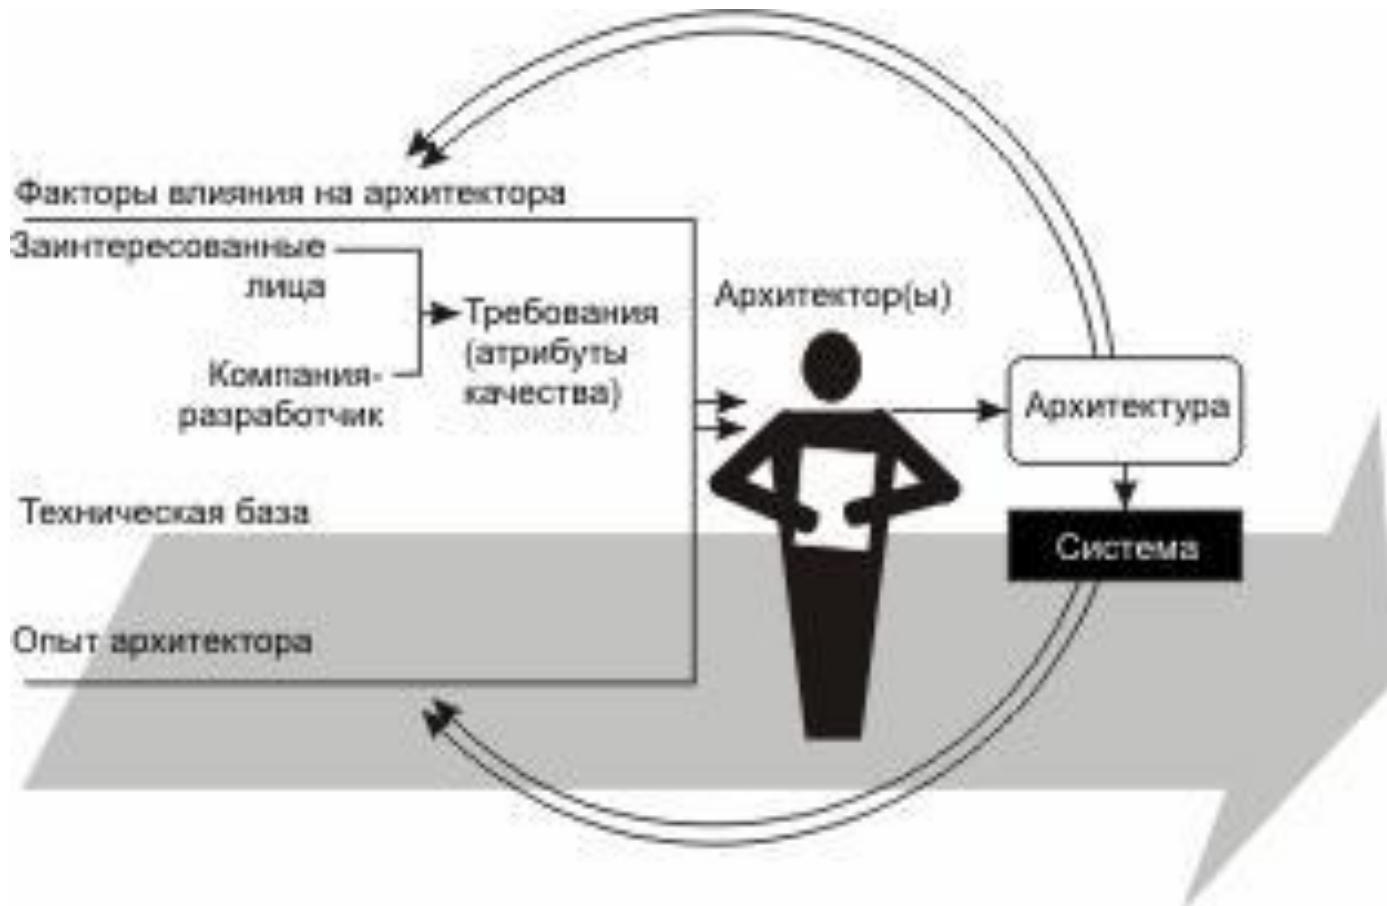 Факторы влияния на архитектора
Заинтересованные
лица
Компания-
разработчик
Требования
(атрибуты
качества)
Техническая база
Опыт архитектора
Архитектор(ы)
Архитектура
Система